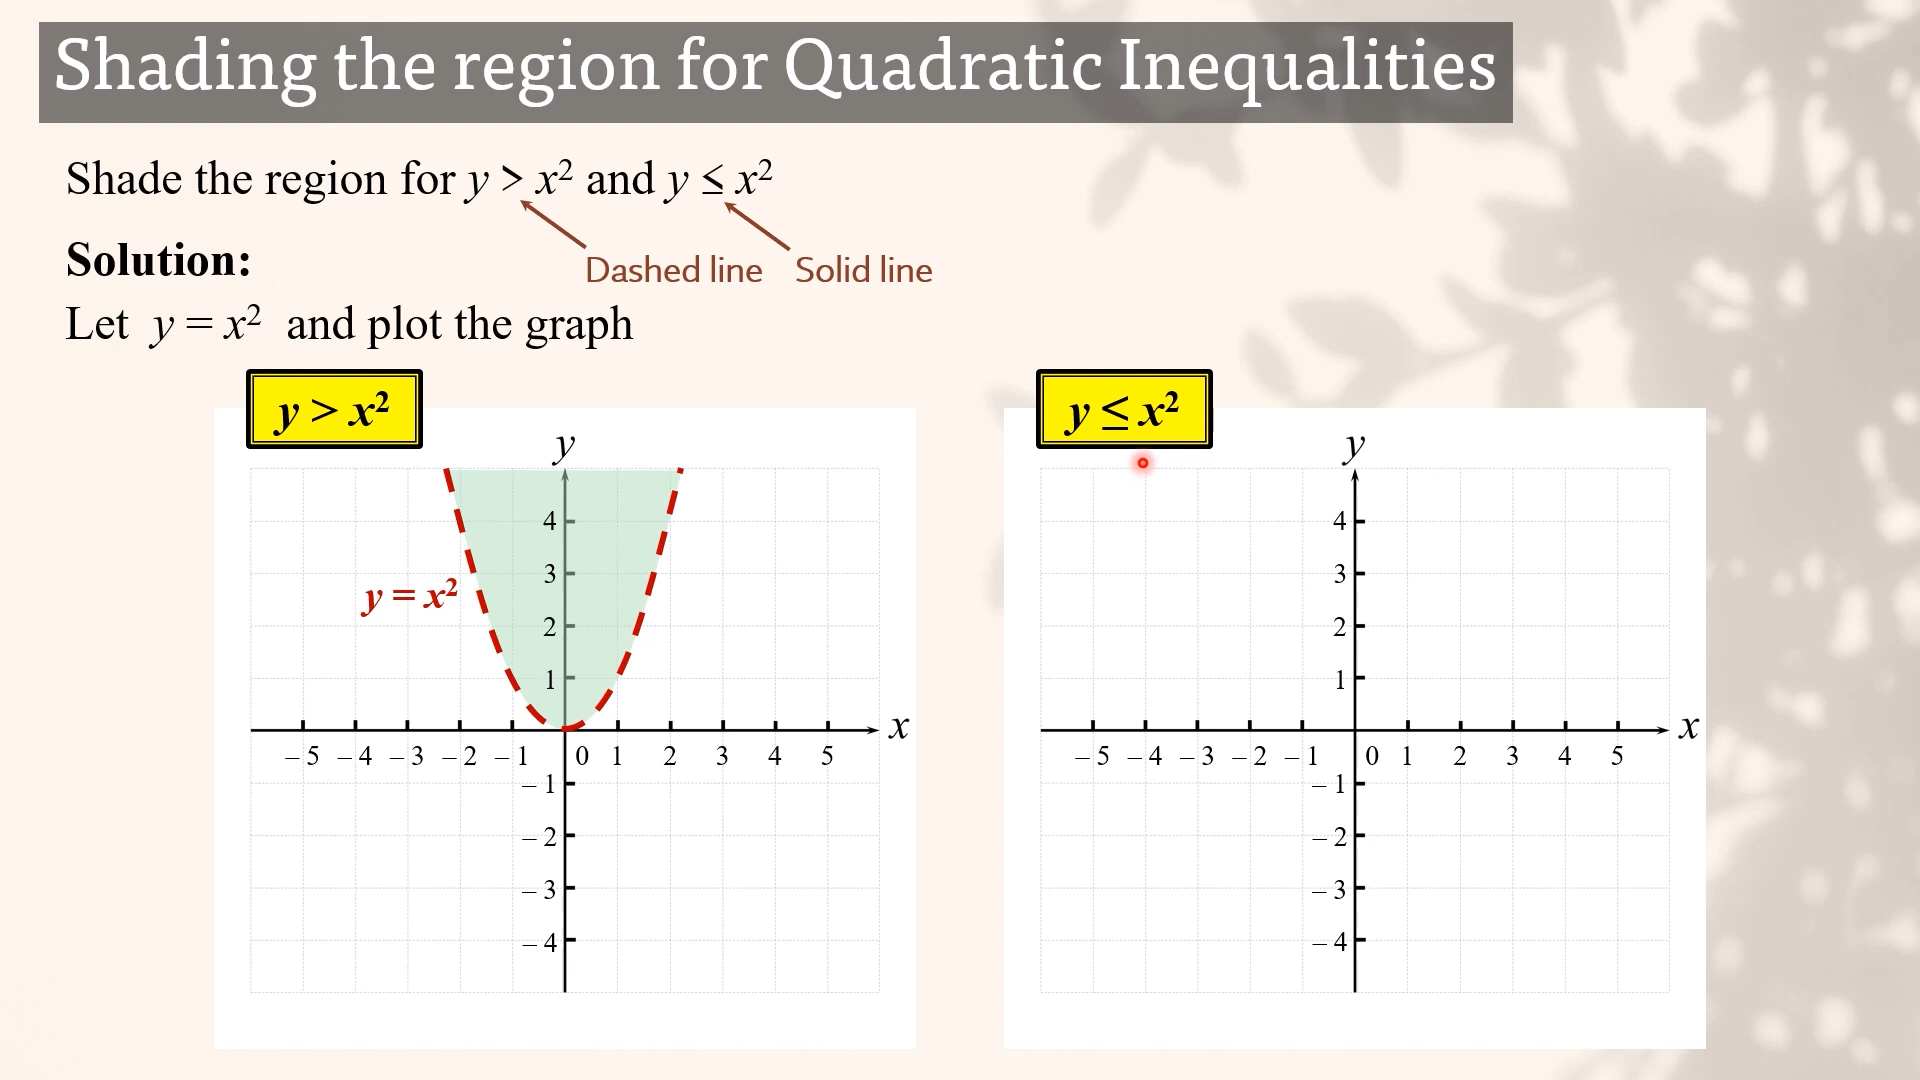 Shading the region for Quadratic Inequalities
Shade the region for y > x² and y ≤ x²
Solution:
Dashed line Solid line
Let y = x² and plot the graph
y > x²
y
4
3
y = x²
2
1
x
– 5 – 4 – 3 – 2 – 1 0 1 2 3 4 5
– 1
– 2
– 3
– 4
y ≤ x²
y
4
3
2
1
x
– 5 – 4 – 3 – 2 – 1 0 1 2 3 4 5
– 1
– 2
– 3
– 4